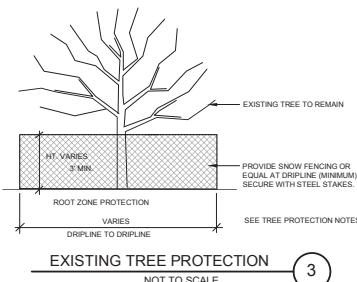 EXISTING TREE TO REMAIN
HT. VARIES
3' MIN.
PROVIDE SNOW FENCING OR
EQUAL AT DRIPLINE (MINIMUM)
SECURE WITH STEEL STAKES.
ROOT ZONE PROTECTION
VARIES
DRIPLINE TO DRIPLINE
SEE TREE PROTECTION NOTES
EXISTING TREE PROTECTION
NOT TO SCALE
3